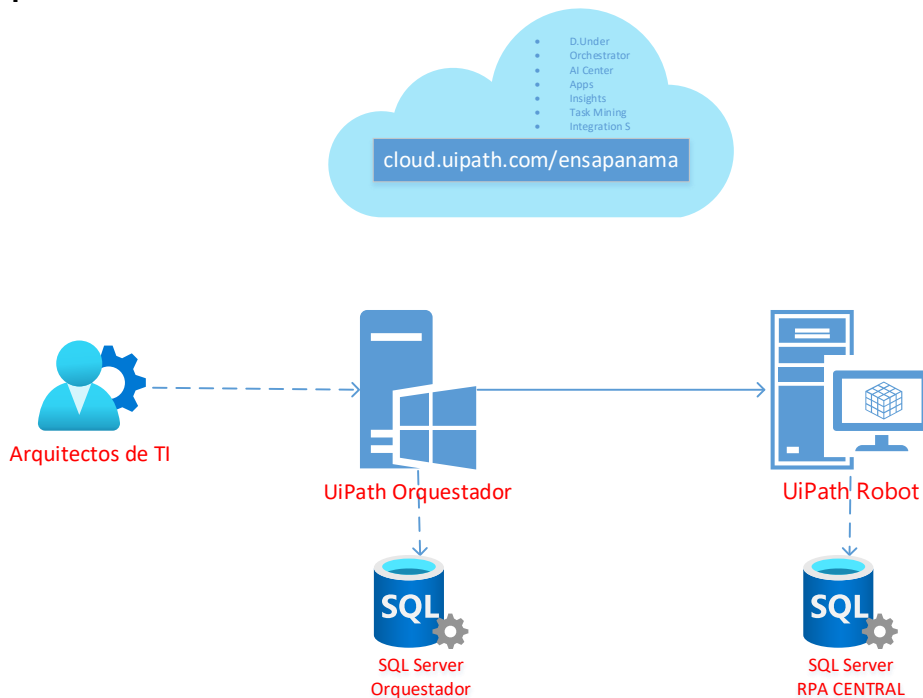 • D.Under
• Orchestrator
• AI Center
• Apps
• Insights
• Task Mining
• Integration S
cloud.uipath.com/ensapanama
Arquitectos de TI
UiPath Orquestador
UiPath Robot
SQL
SQL
SQL Server
Orquestador
SQL Server
RPA CENTRAL